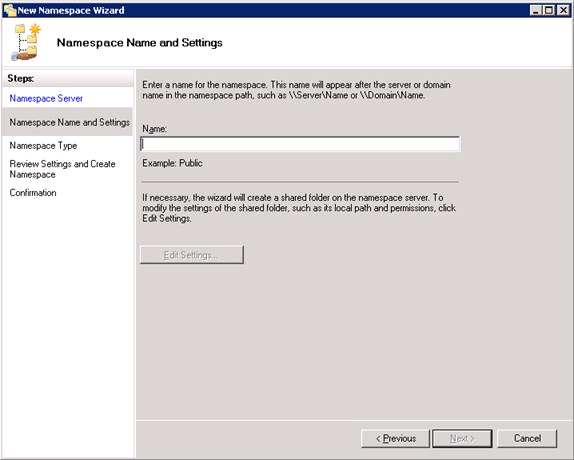 New Namespace Wizard
Namespace Name and Settings
Steps:
Namespace Server
Namespace Name and Settings
Namespace Type
Review Settings and Create
Namespace
Confirmation
Enter a name for the namespace. This name will appear after the server or domain
name in the namespace path, such as \\Server\Name or \\Domain\Name.
Name:
Example: Public
If necessary, the wizard will create a shared folder on the namespace server. To
modify the settings of the shared folder, such as its local path and permissions, click
Edit Settings.
Edit Settings...
< Previous
Next >
Cancel